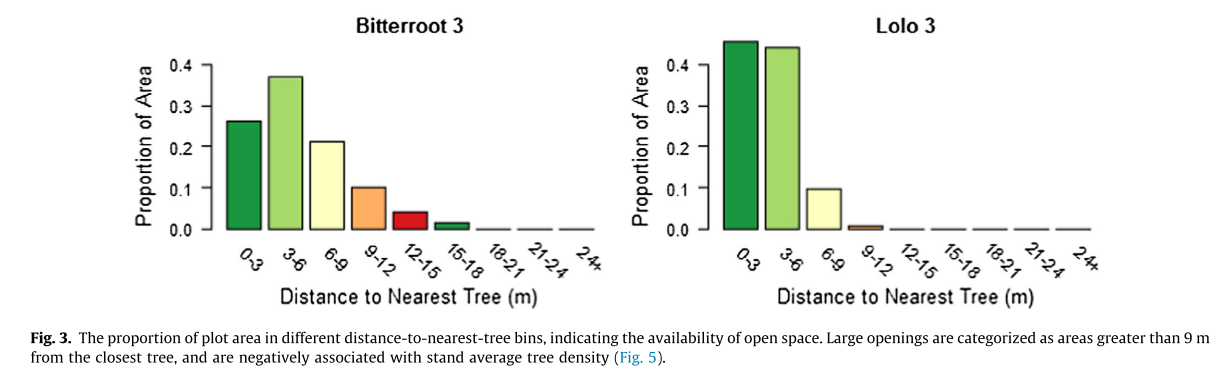 Bitterroot 3
Proportion of Area
0.4
0.3
0.2
0.1
0.0
0-3 3-6 6-9 9-12 12-15 15-18 18-21 21-24 24+
Distance to Nearest Tree (m)
Lolo 3
Proportion of Area
0.4
0.3
0.2
0.1
0.0
0-3 3-6 6-9 9-12 12-15 15-18 18-21 21-24 24+
Distance to Nearest Tree (m)
Fig. 3. The proportion of plot area in different distance-to-nearest-tree bins, indicating the availability of open space. Large openings are categorized as areas greater than 9 m
from the closest tree, and are negatively associated with stand average tree density (Fig. 5).